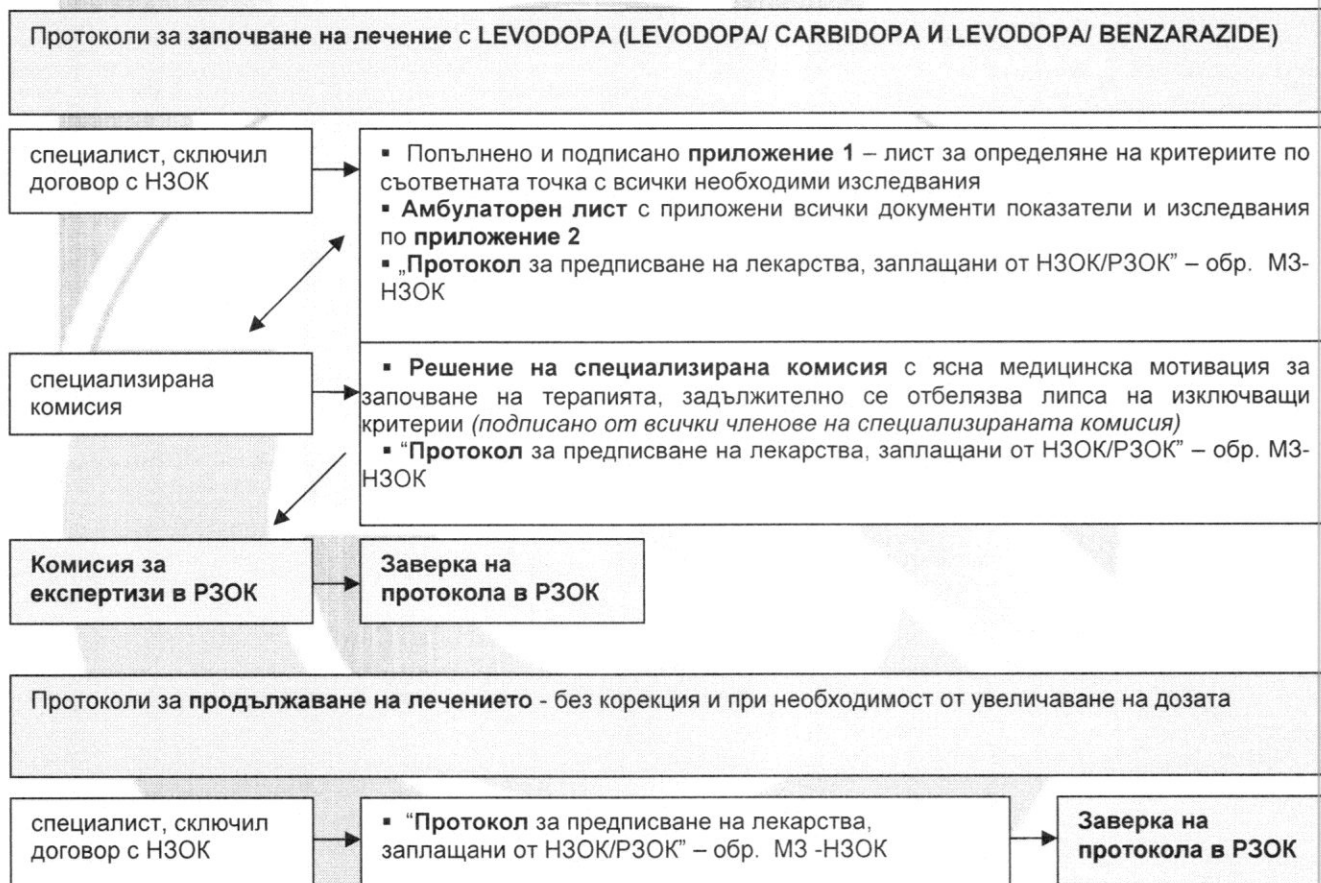 Протоколи за започване на лечение с LEVODOPA (LEVODOPA/ CARBIDOPA И LEVODOPA/ BENZARAZIDE)
специалист, сключил
договор с НЗОК
▪ Попълнено и подписано приложение 1 – лист за определяне на критериите по
съответната точка с всички необходими изследвания
▪ Амбулаторен лист с приложени всички документи показатели и изследвания
по приложение 2
▪ „Протокол за предписване на лекарства, заплащани от НЗОК/РЗОК” – обр. МЗ-
НЗОК
специализирана
комисия
▪ Решение на специализирана комисия с ясна медицинска мотивация за
започване на терапията, задължително се отбелязва липса на изключващи
критерии (подписано от всички членове на специализираната комисия)
▪ “Протокол за предписване на лекарства, заплащани от НЗОК/РЗОК” – обр. МЗ-
НЗОК
Комисия за
експертизи в РЗОК
Заверка на
протокола в РЗОК
Протоколи за продължаване на лечението - без корекция и при необходимост от увеличаване на дозата
специалист, сключил
договор с НЗОК
▪ “Протокол за предписване на лекарства,
заплащани от НЗОК/РЗОК” – обр. МЗ -НЗОК
Заверка на
протокола в РЗОК